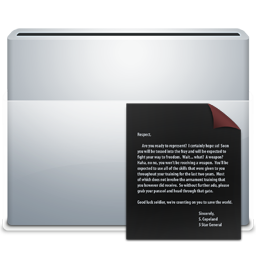 Respect.
Are you ready to represent? I certainly hope so! Soon
you will be tossed into the fray and will be expected to
fight your way to freedom. Wait... what? A weapon?
Haha, no no, you won't be receiving a weapon. You'll be
expected to use all of the skills that were given to you
throughout your training for the last two years. Most
of which does not involve the armament training that
you however did receive. So without further ado, please
grab your parasol and head through that gate.
Good luck soldier, we're counting on you to save the world.
Sincerely,
S. Copeland
5 Star General